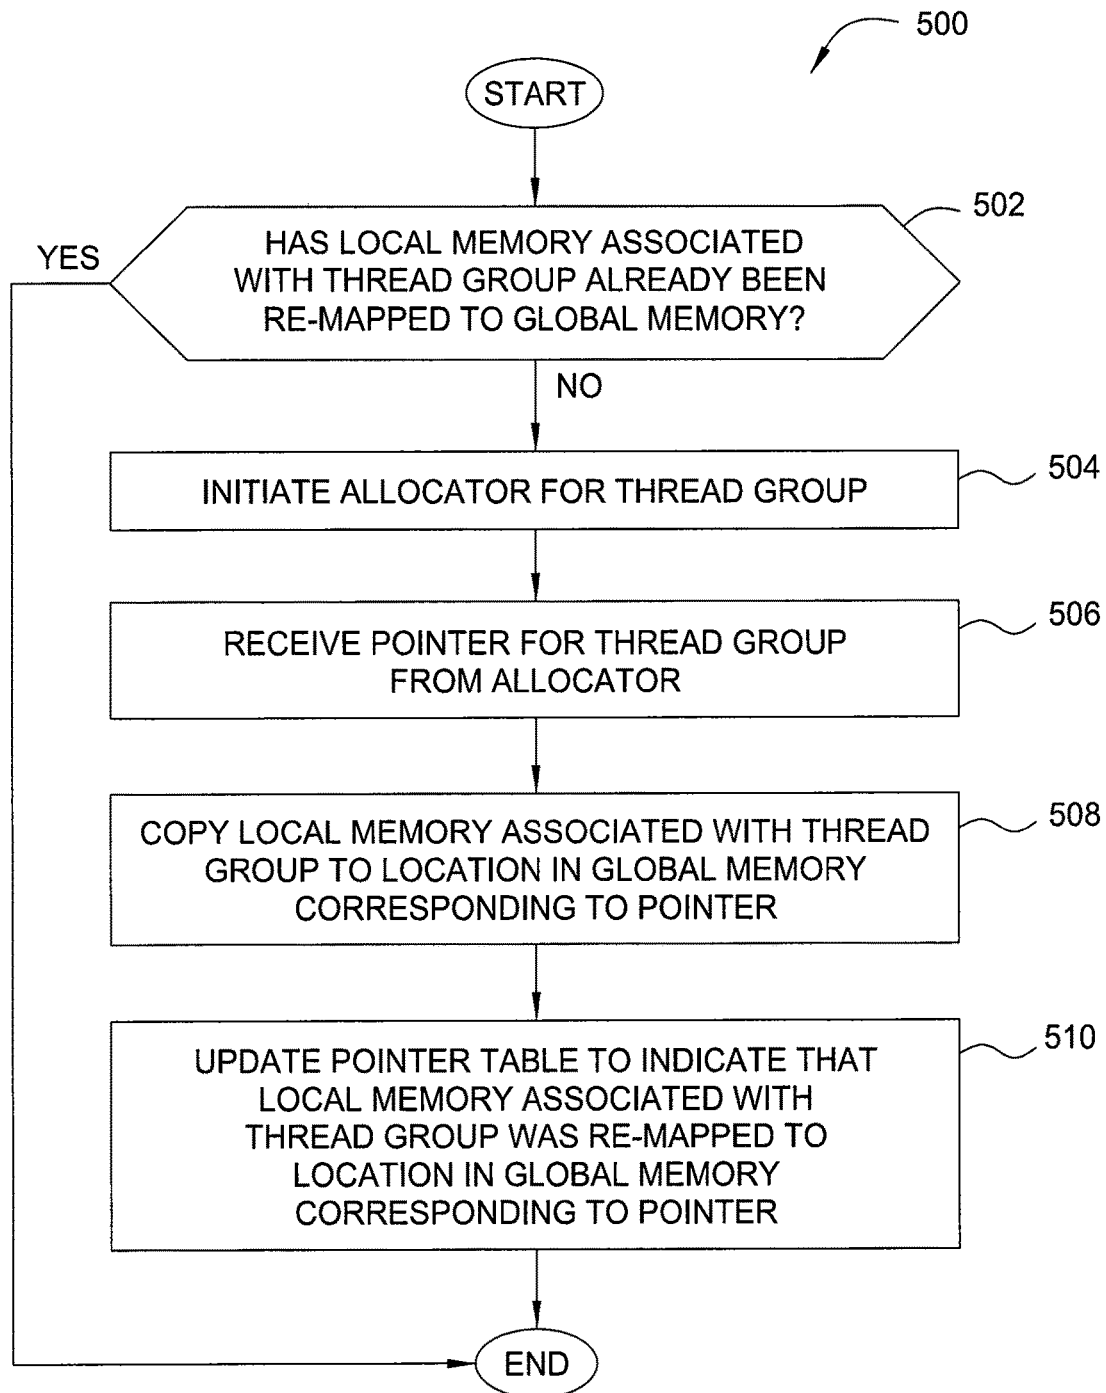 500
START
502
YES
HAS LOCAL MEMORY ASSOCIATED
WITH THREAD GROUP ALREADY BEEN
RE-MAPPED TO GLOBAL MEMORY?
NO
504
INITIATE ALLOCATOR FOR THREAD GROUP
506
RECEIVE POINTER FOR THREAD GROUP
FROM ALLOCATOR
508
COPY LOCAL MEMORY ASSOCIATED WITH THREAD
GROUP TO LOCATION IN GLOBAL MEMORY
CORRESPONDING TO POINTER
510
UPDATE POINTER TABLE TO INDICATE THAT
LOCAL MEMORY ASSOCIATED WITH
THREAD GROUP WAS RE-MAPPED TO
LOCATION IN GLOBAL MEMORY
CORRESPONDING TO POINTER
END